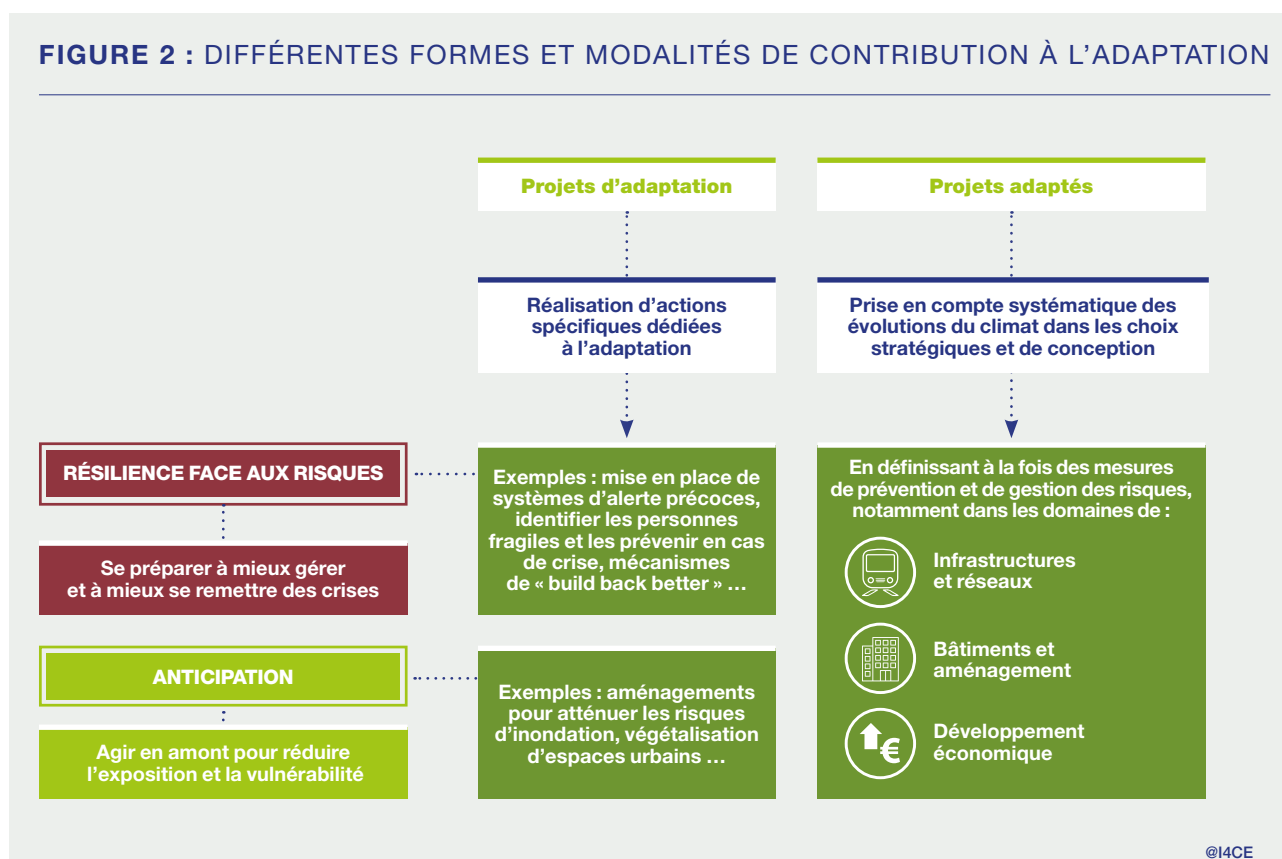 FIGURE 2 : DIFFÉRENTES FORMES ET MODALITÉS DE CONTRIBUTION À L’ADAPTATION
Projets d’adaptation
Projets adaptés
Réalisation d’actions
spécifiques dédiées
à l’adaptation
Prise en compte systématique des
évolutions du climat dans les choix
stratégiques et de conception
RÉSILIENCE FACE AUX RISQUES
Se préparer à mieux gérer
et à mieux se remettre des crises
Exemples : mise en place de
systèmes d’alerte précoces,
identifier les personnes
fragiles et les prévenir en cas
de crise, mécanismes
de « build back better » …
En définissant à la fois des mesures
de prévention et de gestion des risques,
notamment dans les domaines de :
Infrastructures
et réseaux
Bâtiments et
aménagement
€
Développement
économique
ANTICIPATION
Agir en amont pour réduire
l’exposition et la vulnérabilité
Exemples : aménagements
pour atténuer les risques
d’inondation, végétalisation
d’espaces urbains …
@I4CE